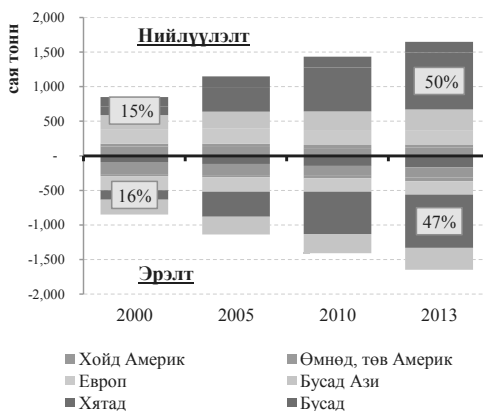 сая тонн
2,000
1,500
1,000
500
-
-500
-1,000
-1,500
-2,000
Нийлүүлэлт
15%
50%
16%
47%
Эрэлт
2000 2005 2010 2013
Хойд Америк Өмнөд, төв Америк
Европ Бусад Ази
Хятад Бусад